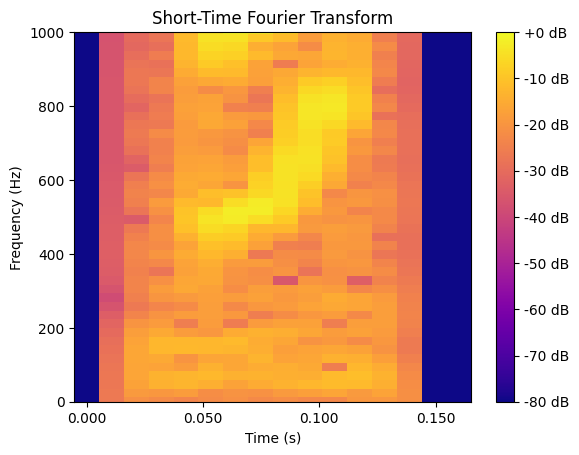 Short-Time Fourier Transform
1000
800
600
400
200
0
Frequency (Hz)
0.000
0.050
0.100
0.150
Time (s)
+0 dB
-10 dB
-20 dB
-30 dB
-40 dB
-50 dB
-60 dB
-70 dB
-80 dB